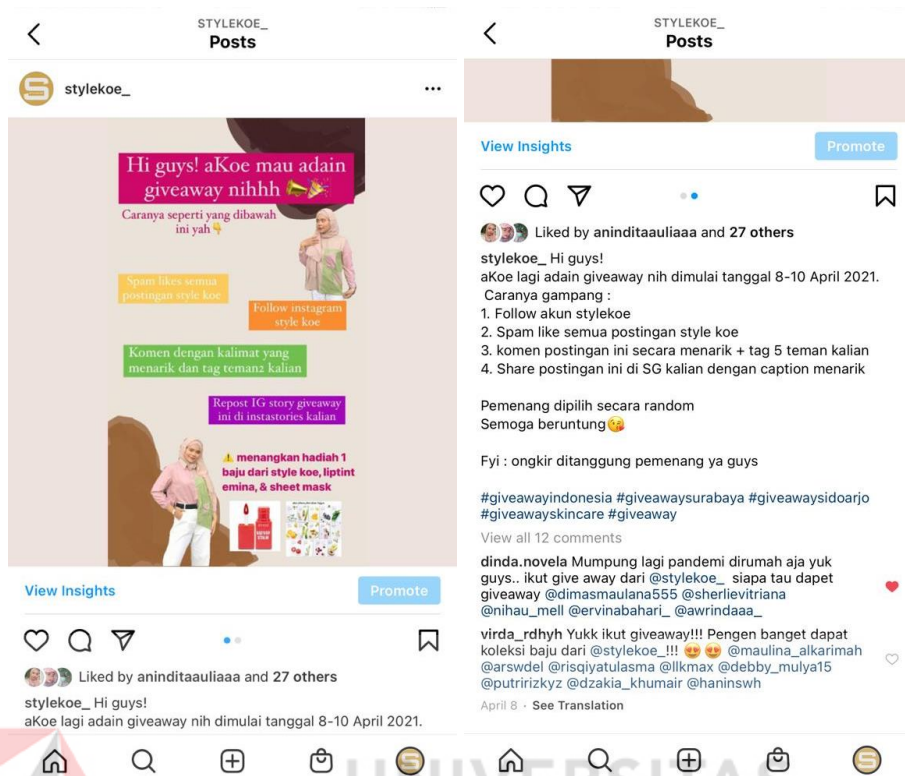 STYLEKOE_
Posts
stylekoe_
Hi guys! aKoe mau adain
giveaway nihhh
Caranya seperti yang dibawah
ini yah
Spam likes semua
postingan style koe
Follow instagram
style koe
Komen dengan kalimat yang
menarik dan tag teman2 kalian
Repost IG story giveaway
ini di instastories kalian
menangkan hadiah 1
baju dari style koe, liptint
emina, & sheet mask
View Insights
Promote
Liked by aninditaauliaaa and 27 others
stylekoe_ Hi guys!
aKoe lagi adain giveaway nih dimulai tanggal 8-10 April 2021.
STYLEKOE_
Posts
View Insights
Promote
Liked by aninditaauliaaa and 27 others
stylekoe_ Hi guys!
aKoe lagi adain giveaway nih dimulai tanggal 8-10 April 2021.
Caranya gampang :
1. Follow akun stylekoe
2. Spam like semua postingan style koe
3. komen postingan ini secara menarik + tag 5 teman kalian
4. Share postingan ini di SG kalian dengan caption menarik
Pemenang dipilih secara random
Semoga beruntung😘
Fyi : ongkir ditanggung pemenang ya guys
#giveawayindonesia #giveawaysurabaya #giveawaysidoarjo
#giveawayskincare #giveaway
View all 12 comments
dinda.novela Mumpung lagi pandemi dirumah aja yuk
guys.. ikut give away dari @stylekoe_ siapa tau dapet
giveaway @dimasmaulana555 @sherlievitriana
@nihau_mell @ervinabahari_ @awrindaaa_
virda_rdhyh Yukk ikut giveaway!!! Pengen banget dapat
koleksi baju dari @stylekoe_!!! 😍 😍 @maulina_alkarimah
@arswdel @risqiyatulasma @llkmax @debby_mulya15
@putririzkyz @dzakia_khumair @haninswh
April 8 · See Translation
UNIVERSITAS